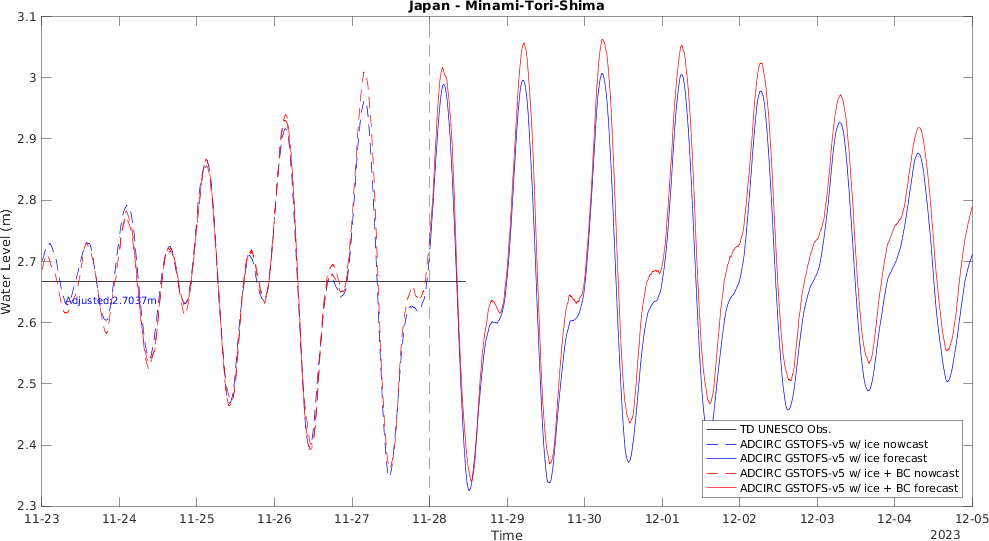 Japan - Minami-Tori-Shima
3.1
3
2.9
2.8
2.7
2.6
2.5
2.4
2.3
Water Level (m)
Adjusted:2.7037m
TD UNESCO Obs.
ADCIRC GSTOFS-v5 w/ ice nowcast
ADCIRC GSTOFS-v5 w/ ice forecast
ADCIRC GSTOFS-v5 w/ ice + BC nowcast
ADCIRC GSTOFS-v5 w/ ice + BC forecast
11-23 11-24 11-25 11-26 11-27 11-28 11-29 11-30 12-01 12-02 12-03 12-04 12-05
Time
2023